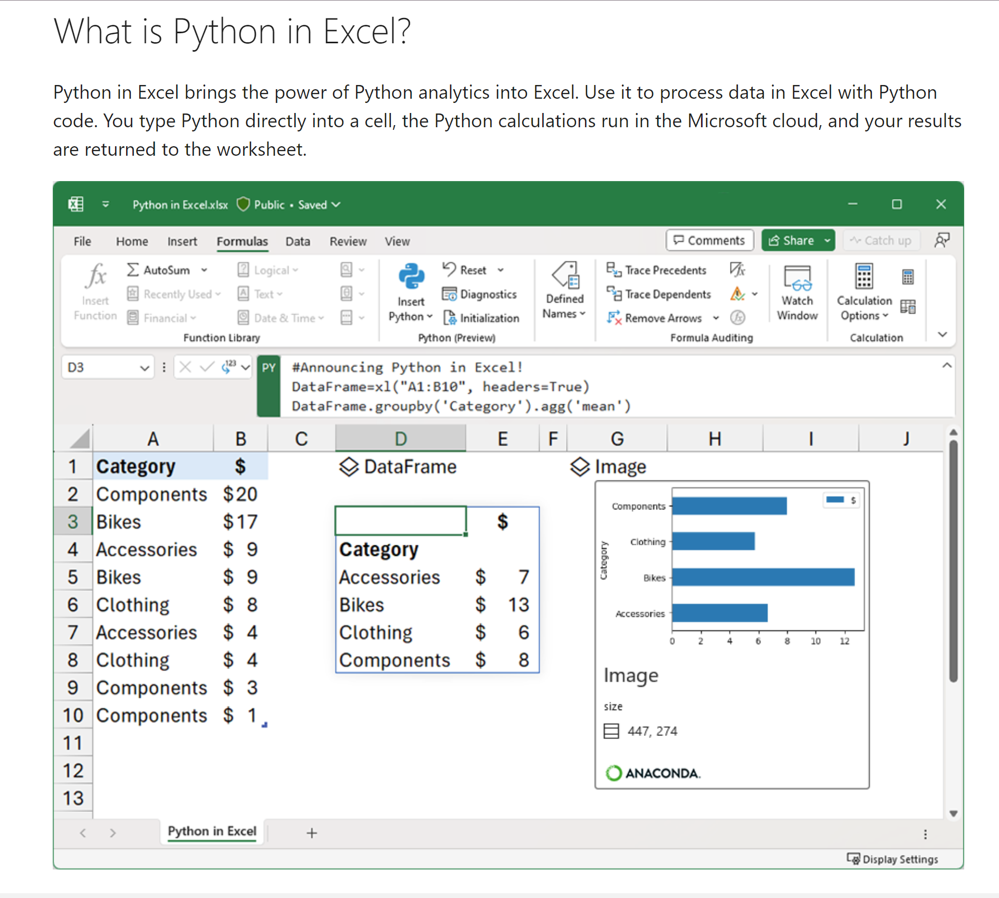 What is Python in Excel?
Python in Excel brings the power of Python analytics into Excel. Use it to process data in Excel with Python
code. You type Python directly into a cell, the Python calculations run in the Microsoft cloud, and your results
are returned to the worksheet.
Python in Excel.xlsx Public • Saved
File Home Insert Formulas Data Review View Comments Share Catch up
fx Insert Function
AutoSum
Recently Used
Financial
Logical
Text
Date & Time
Function Library
Insert Python
Reset
Diagnostics
Initialization
Python (Preview)
Defined Names
Trace Precedents
Trace Dependents
Remove Arrows
Formula Auditing
Watch Window
Calculation Options
Calculation
D3 123 PY
#Announcing Python in Excel!
DataFrame=xl("A1:B10", headers=True)
DataFrame.groupby('Category').agg('mean')
A B C D E F G H I J
1 Category $ DataFrame Image
2 Components $20
3 Bikes $17 $
4 Accessories $ 9 Category
5 Bikes $ 9 Accessories $ 7
6 Clothing $ 8 Bikes $ 13
7 Accessories $ 4 Clothing $ 6
8 Clothing $ 4 Components $ 8
9 Components $ 3
10 Components $ 1
11
12
13
$
Category
Components
Clothing
Bikes
Accessories
0 2 4 6 8 10 12
Image
size
447, 274
ANACONDA.
Python in Excel
Display Settings